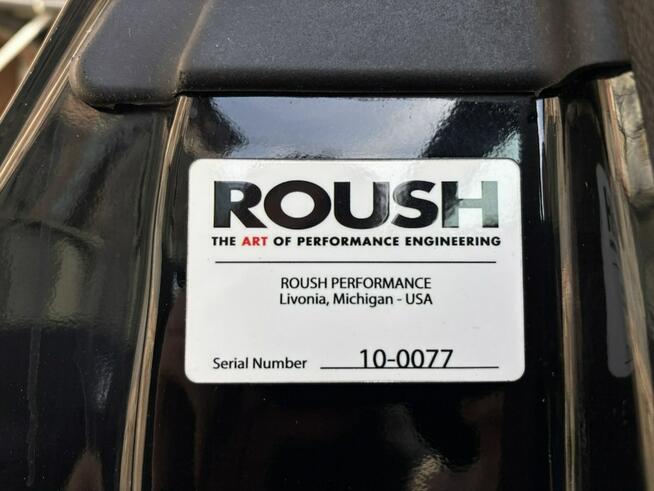 ROUSH
THE ART OF PERFORMANCE ENGINEERING
ROUSH PERFORMANCE
Livonia, Michigan - USA
Serial Number 10-0077